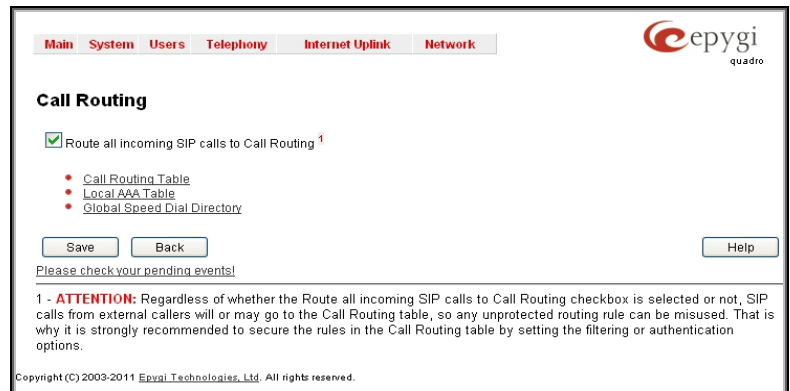 epygi
quadro
Main System Users Telephony Internet Uplink Network
Call Routing
Route all incoming SIP calls to Call Routing 1
Call Routing Table
Local AAA Table
Global Speed Dial Directory
Save Back Help
Please check your pending events!
1 - ATTENTION: Regardless of whether the Route all incoming SIP calls to Call Routing checkbox is selected or not, SIP
calls from external callers will or may go to the Call Routing table, so any unprotected routing rule can be misused. That is
why it is strongly recommended to secure the rules in the Call Routing table by setting the filtering or authentication
options.
Copyright (C) 2003-2011 Epygi Technologies, Ltd. All rights reserved.